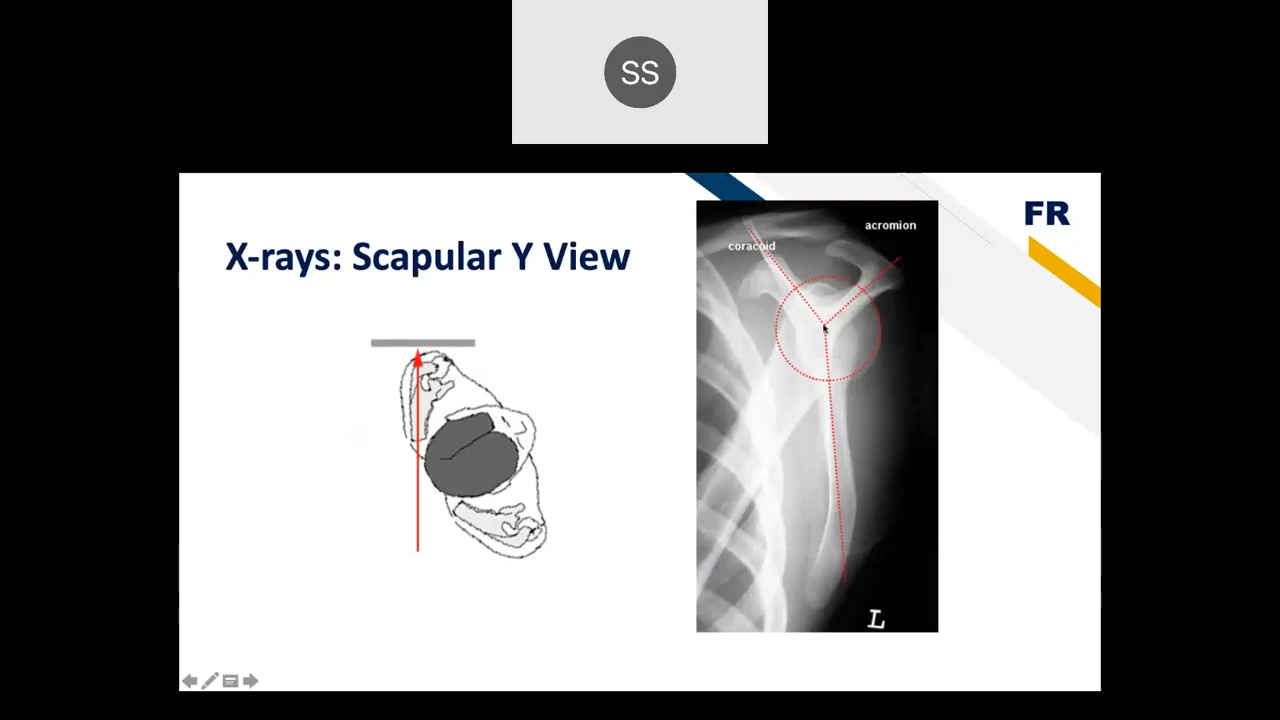 SS
FR
X-rays: Scapular Y View
acromion
coracoid
L